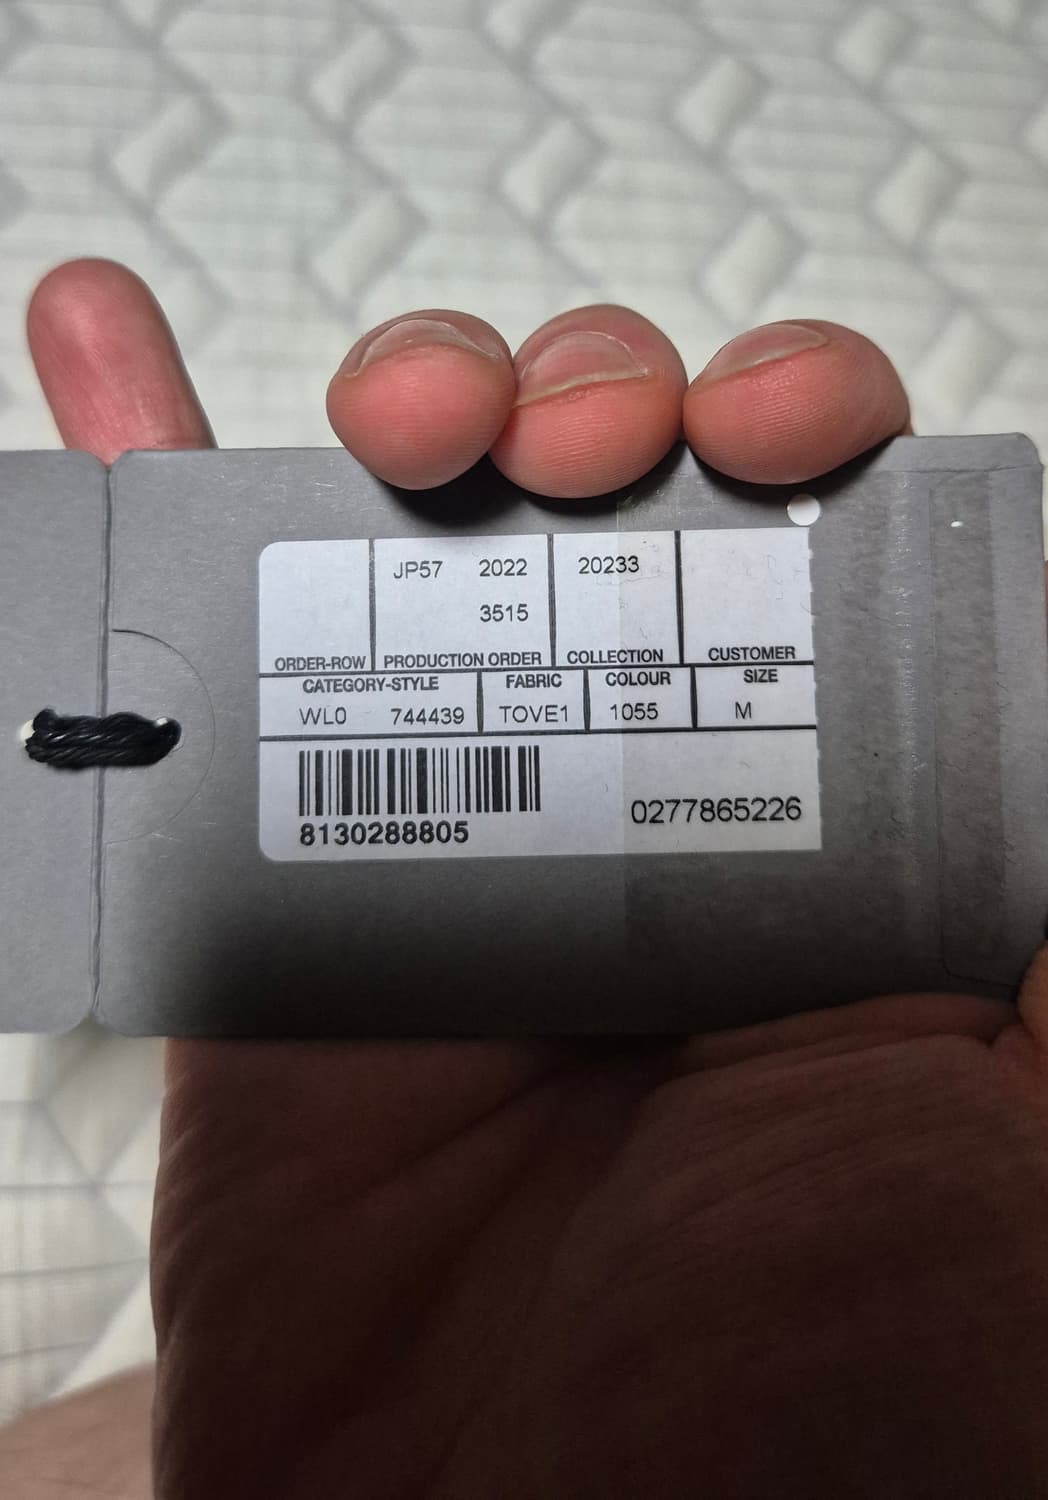 JP57 2022 20233
3515
ORDER-ROW PRODUCTION ORDER COLLECTION CUSTOMER
CATEGORY-STYLE FABRIC COLOUR SIZE
WL0 744439 TOVE1 1055 M
8130288805 0277865226